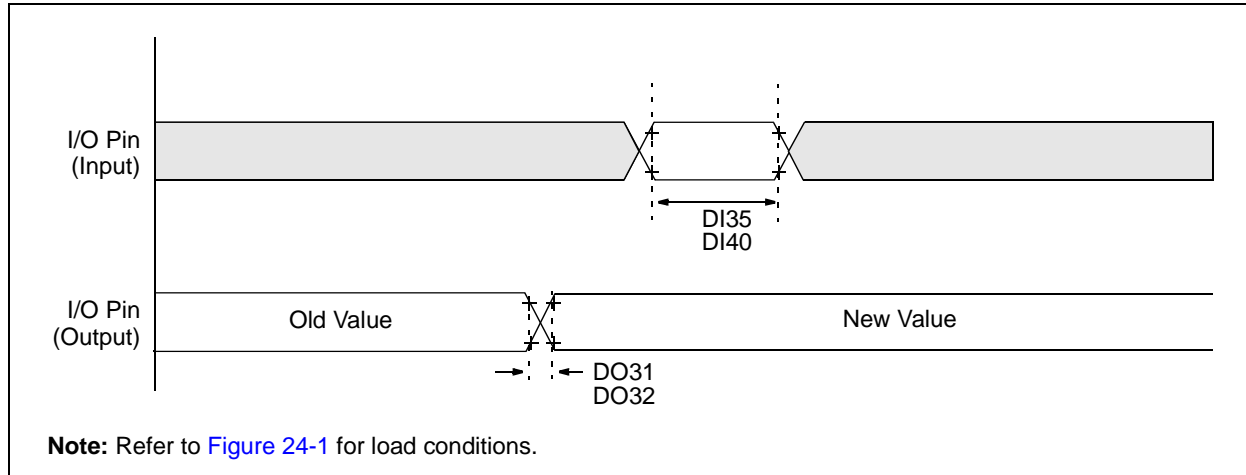 I/O Pin
(Input)
DI35
DI40
I/O Pin
(Output)
Old Value
New Value
DO31
DO32
Note: Refer to Figure 24-1 for load conditions.